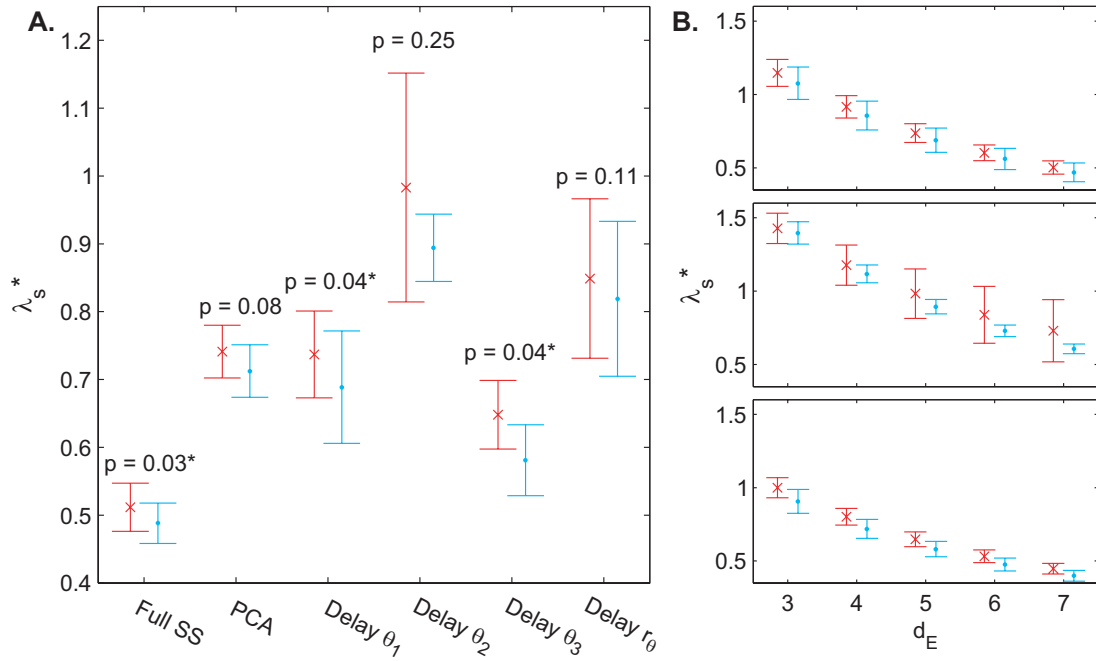 A.
1.2
1.1
1
0.9
0.8
0.7
0.6
0.5
0.4
λs*
p = 0.03*
p = 0.08
p = 0.04*
p = 0.25
p = 0.04*
p = 0.11
Full SS
PCA
Delay θ1
Delay θ2
Delay θ3
Delay rθ
B.
1.5
1
0.5
1.5
1
0.5
λs*
1.5
1
0.5
3 4 5 6 7
dE